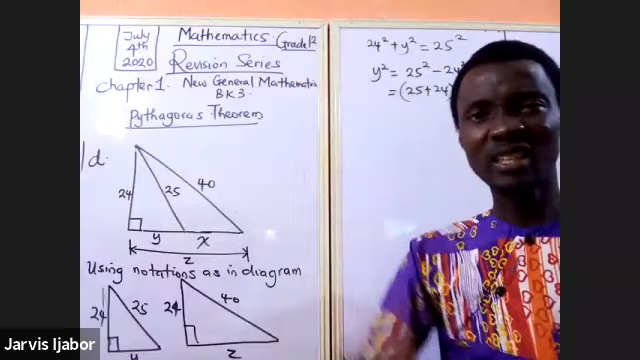 July
4th
2020
Mathematics. Grade 12
Revision Series
Chapter 1. New General Mathematics
BK 3
Pythagoras Theorem
1d.
24
25
40
y
x
z
Using notations as in diagram
24
25
y
24
40
z
24² + y² = 25²
y² = 25² - 24²
= (25+24)
Jarvis Ijabor